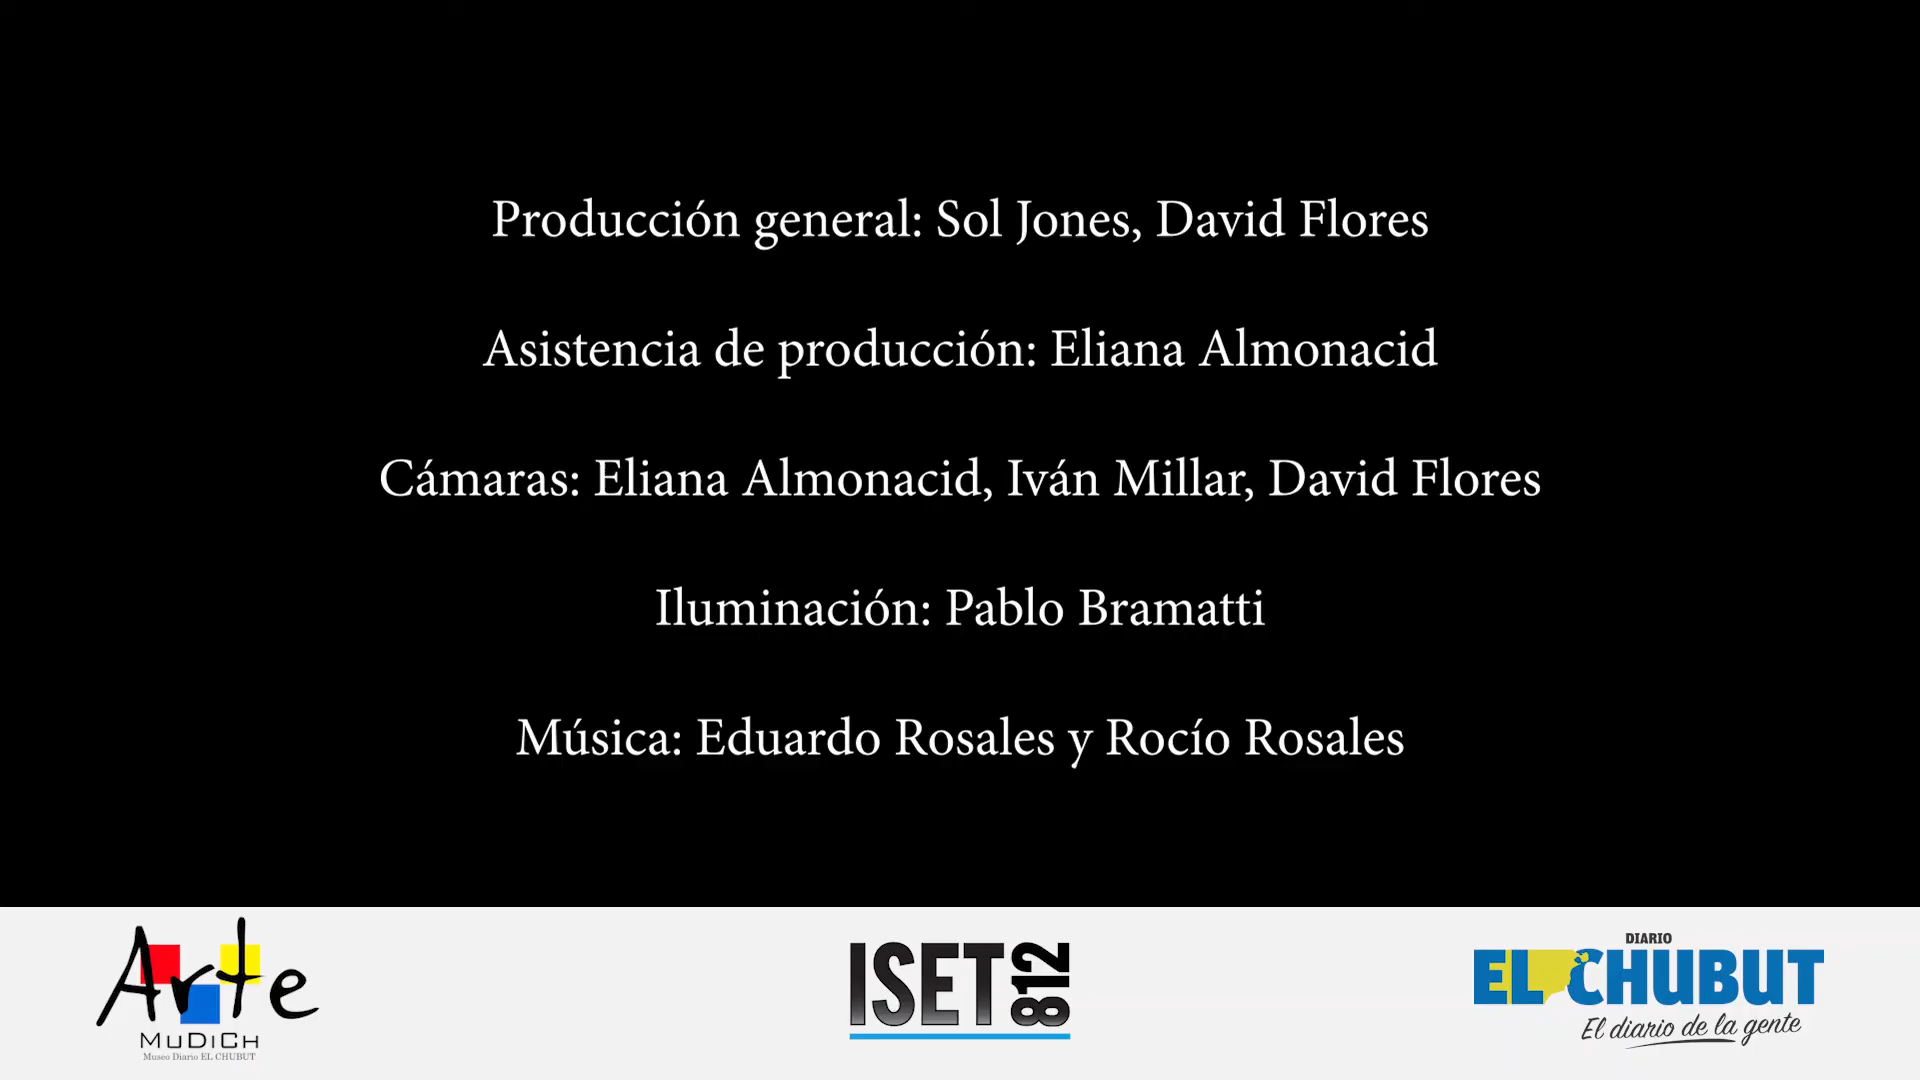 Producción general: Sol Jones, David Flores
Asistencia de producción: Eliana Almonacid
Cámaras: Eliana Almonacid, Iván Millar, David Flores
Iluminación: Pablo Bramatti
Música: Eduardo Rosales y Rocío Rosales
Arte
MuDiCh
Museo Diario EL CHUBUT
ISET 812
DIARIO
EL CHUBUT
El diario de la gente